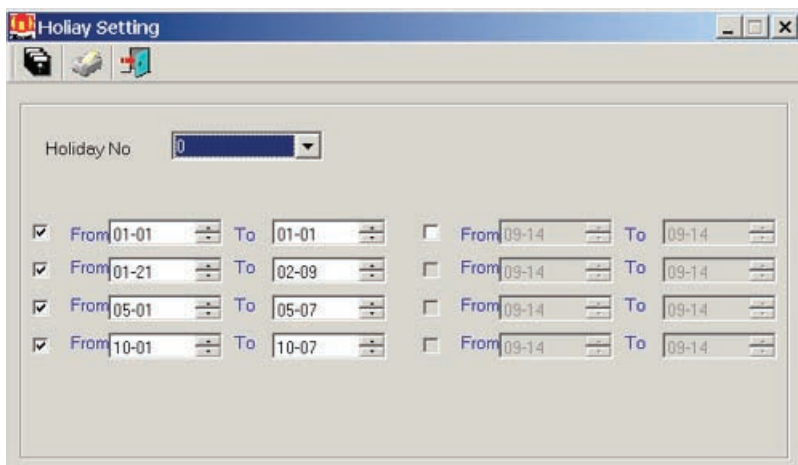 Holiay Setting
Holiday No 0
From 01-01 To 01-01 From 09-14 To 09-14
From 01-21 To 02-09 From 09-14 To 09-14
From 05-01 To 05-07 From 09-14 To 09-14
From 10-01 To 10-07 From 09-14 To 09-14